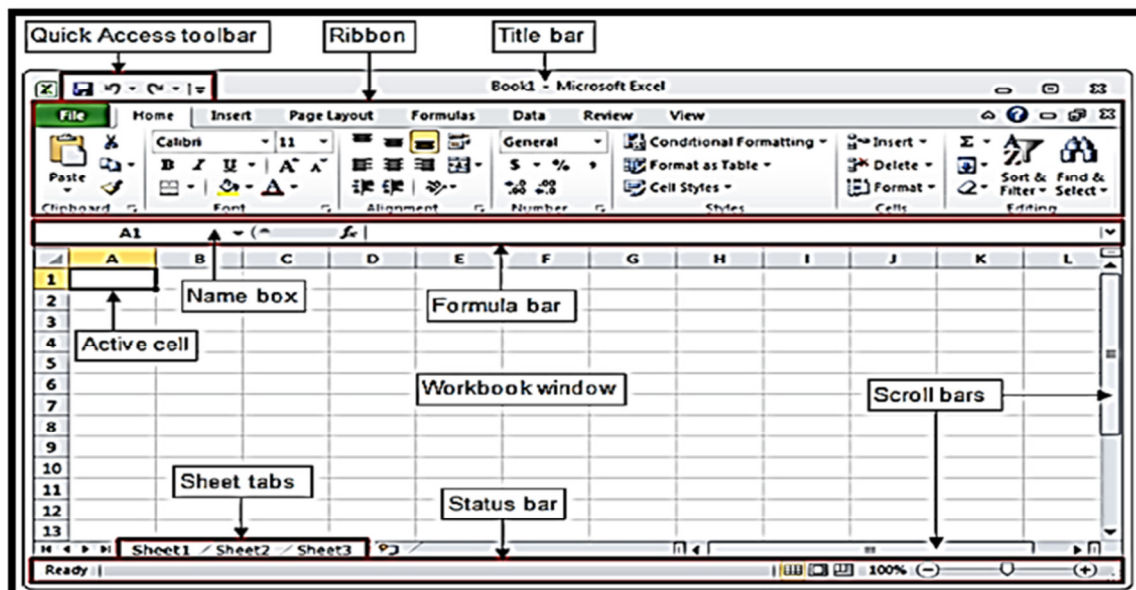 Quick Access toolbar Ribbon Title bar
Book1 - Microsoft Excel
File Home Insert Page Layout Formulas Data Review View
Calibri 11 General Conditional Formatting Insert Σ
Paste B I U A A $ % , Format as Table Delete Sort & Find &
A .0 .00 .00 .0 Cell Styles Format Filter Select
Clipboard Font Alignment Number Styles Cells Editing
A1 fx
A B C D E F G H I J K L
1
2 Name box Formula bar
3
4 Active cell
5
6 Workbook window Scroll bars
7
8
9
10
11 Sheet tabs
12 Status bar
13
Sheet1 Sheet2 Sheet3
Ready 100%